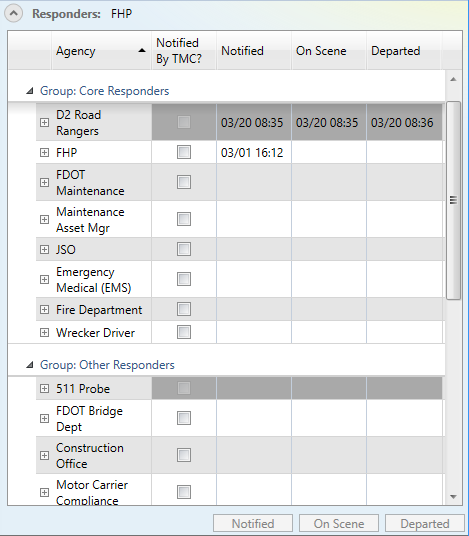 Responders: FHP
Agency Notified By TMC? Notified On Scene Departed
Group: Core Responders
D2 Road Rangers 03/20 08:35 03/20 08:35 03/20 08:36
FHP 03/01 16:12
FDOT Maintenance
Maintenance Asset Mgr
JSO
Emergency Medical (EMS)
Fire Department
Wrecker Driver
Group: Other Responders
511 Probe
FDOT Bridge Dept
Construction Office
Motor Carrier Compliance
Notified On Scene Departed